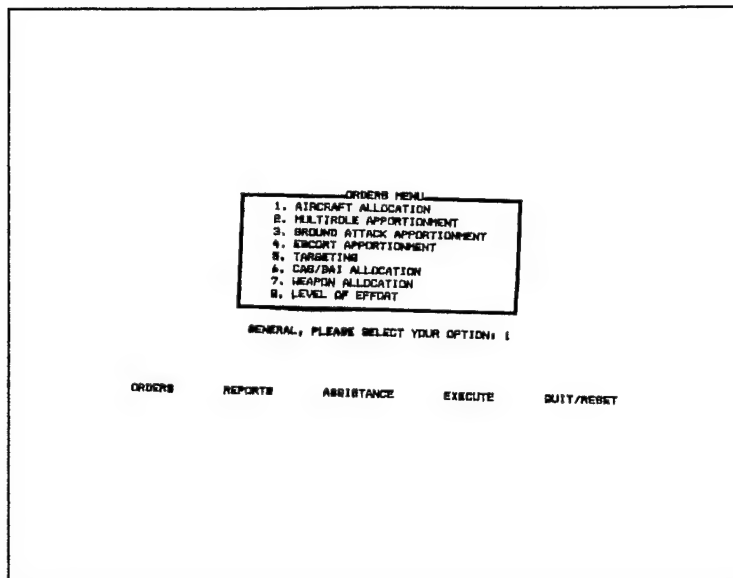 ORDERS MENU
1. AIRCRAFT ALLOCATION
2. MULTIROLE APPORTIONMENT
3. GROUND ATTACK APPORTIONMENT
4. ESCORT APPORTIONMENT
5. TARGETING
6. CAS/BAI ALLOCATION
7. WEAPON ALLOCATION
8. LEVEL OF EFFORT
GENERAL, PLEASE SELECT YOUR OPTION: 1
ORDERS REPORTS ASSISTANCE EXECUTE QUIT/RESET